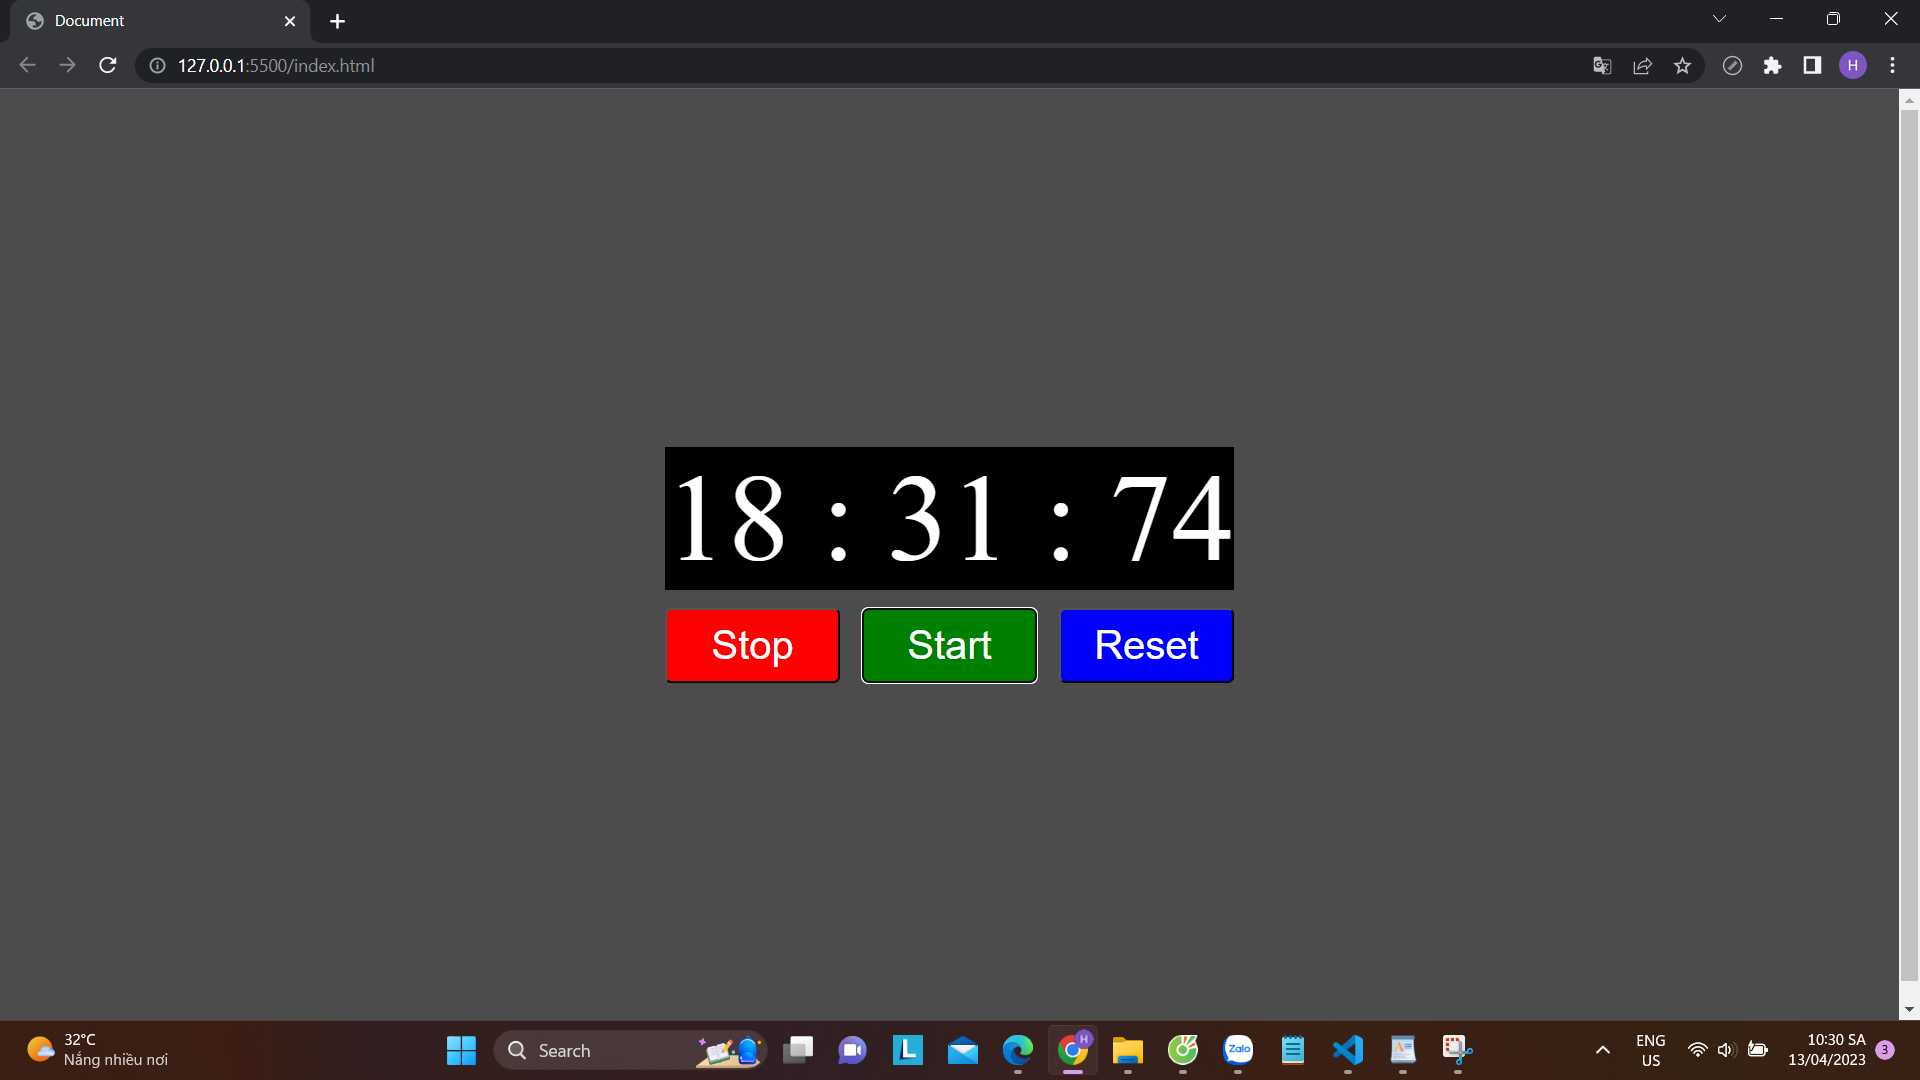 Document
127.0.0.1:5500/index.html
H
18 : 31 : 74
Stop
Start
Reset
32°C
Nắng nhiều nơi
Search
L
H
Zalo
ENG
US
10:30 SA
13/04/2023
3